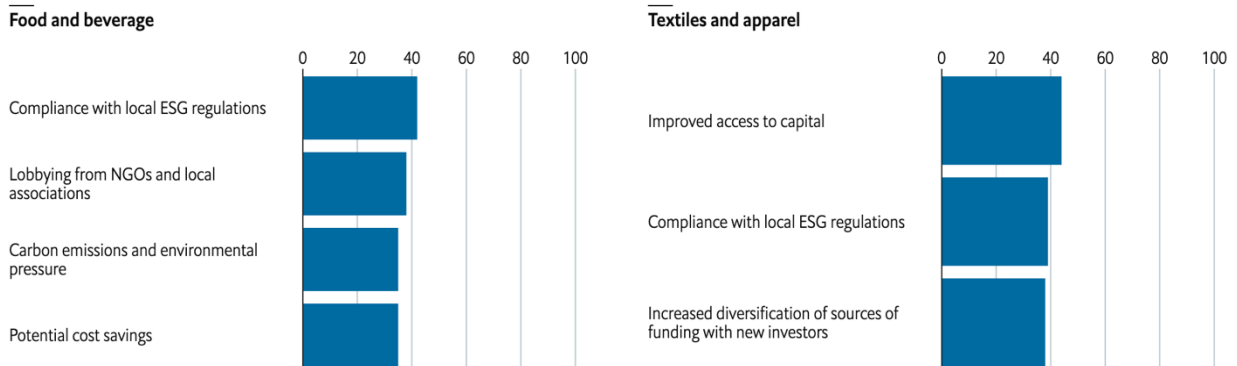 Food and beverage
0 20 40 60 80 100
Compliance with local ESG regulations
Lobbying from NGOs and local
associations
Carbon emissions and environmental
pressure
Potential cost savings
Textiles and apparel
0 20 40 60 80 100
Improved access to capital
Compliance with local ESG regulations
Increased diversification of sources of
funding with new investors